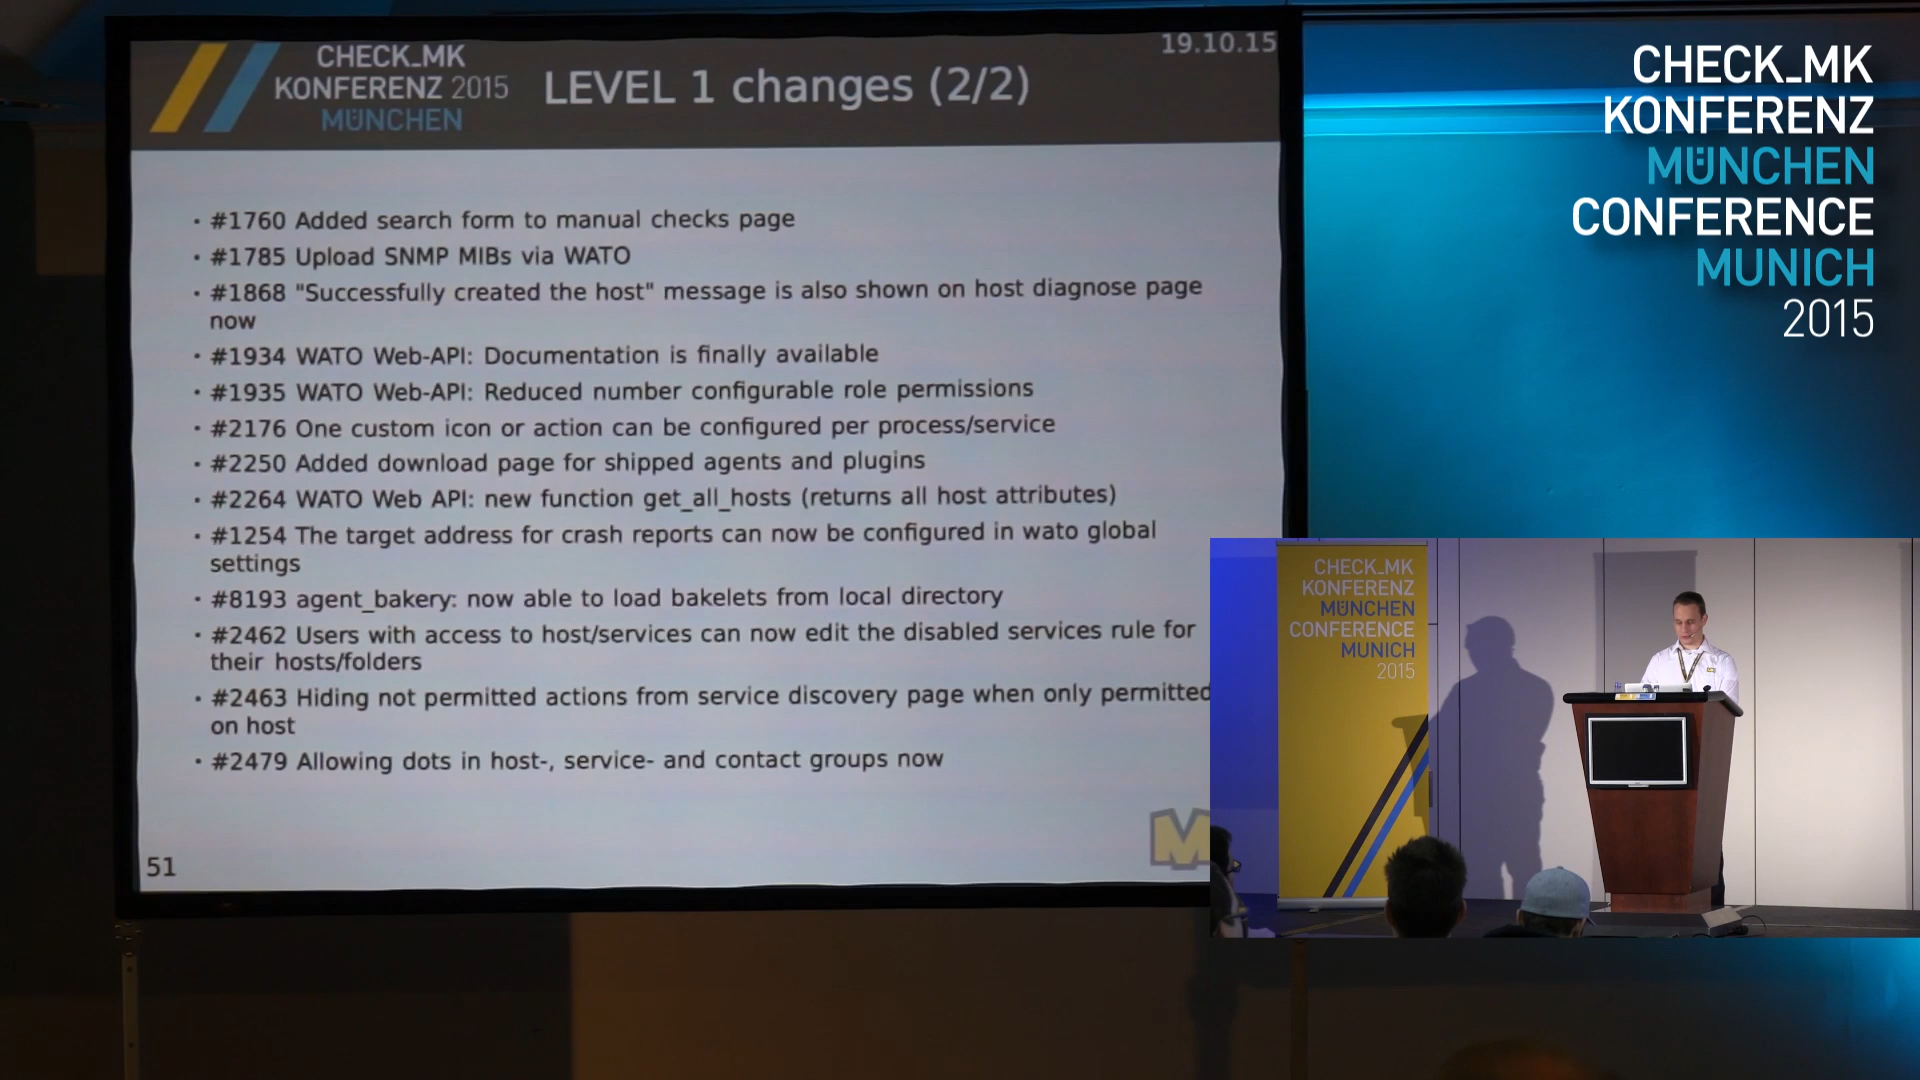 CHECK_MK
KONFERENZ 2015
MÜNCHEN
LEVEL 1 changes (2/2)
19.10.15
• #1760 Added search form to manual checks page
• #1785 Upload SNMP MIBs via WATO
• #1868 "Successfully created the host" message is also shown on host diagnose page
now
• #1934 WATO Web-API: Documentation is finally available
• #1935 WATO Web-API: Reduced number configurable role permissions
• #2176 One custom icon or action can be configured per process/service
• #2250 Added download page for shipped agents and plugins
• #2264 WATO Web API: new function get_all_hosts (returns all host attributes)
• #1254 The target address for crash reports can now be configured in wato global
settings
• #8193 agent_bakery: now able to load bakelets from local directory
• #2462 Users with access to host/services can now edit the disabled services rule for
their hosts/folders
• #2463 Hiding not permitted actions from service discovery page when only permitted
on host
• #2479 Allowing dots in host-, service- and contact groups now
51
M
CHECK_MK
KONFERENZ
MÜNCHEN
CONFERENCE
MUNICH
2015
CHECK_MK
KONFERENZ
MÜNCHEN
CONFERENCE
MUNICH
2015